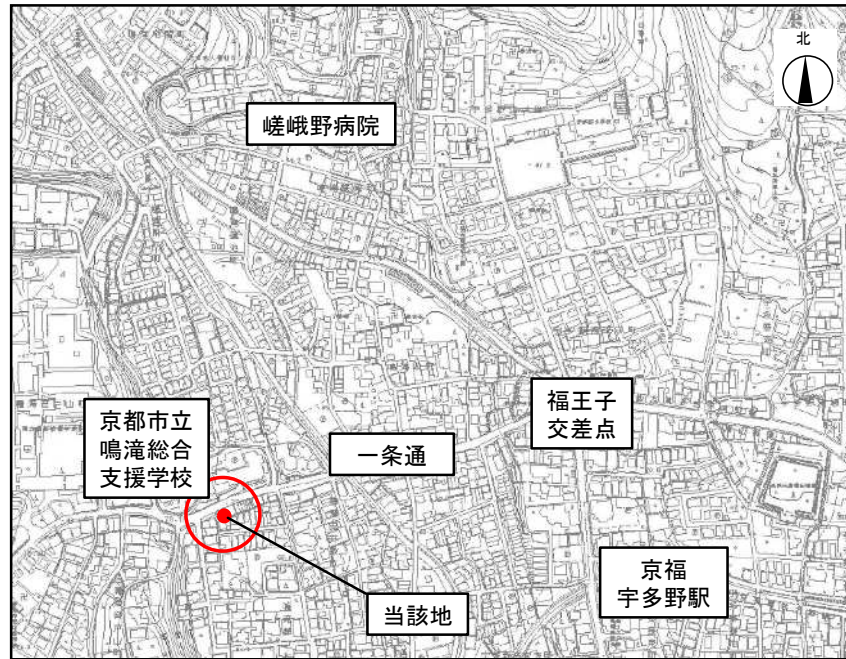 北
嵯峨野病院
福王子
交差点
京都市立
鳴滝総合
支援学校
一条通
京福
宇多野駅
当該地